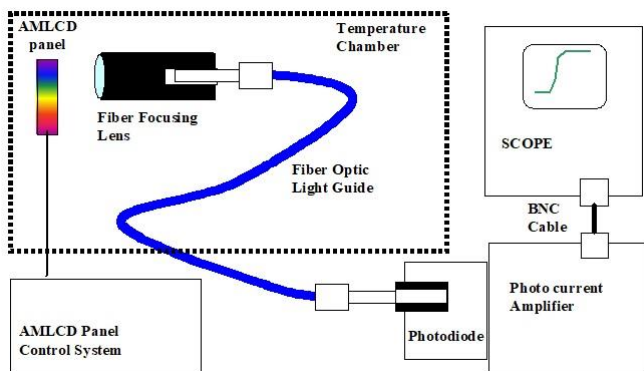 AMLCD
panel
Temperature
Chamber
Fiber Focusing
Lens
Fiber Optic
Light Guide
SCOPE
BNC
Cable
Photo current
Amplifier
Photodiode
AMLCD Panel
Control System